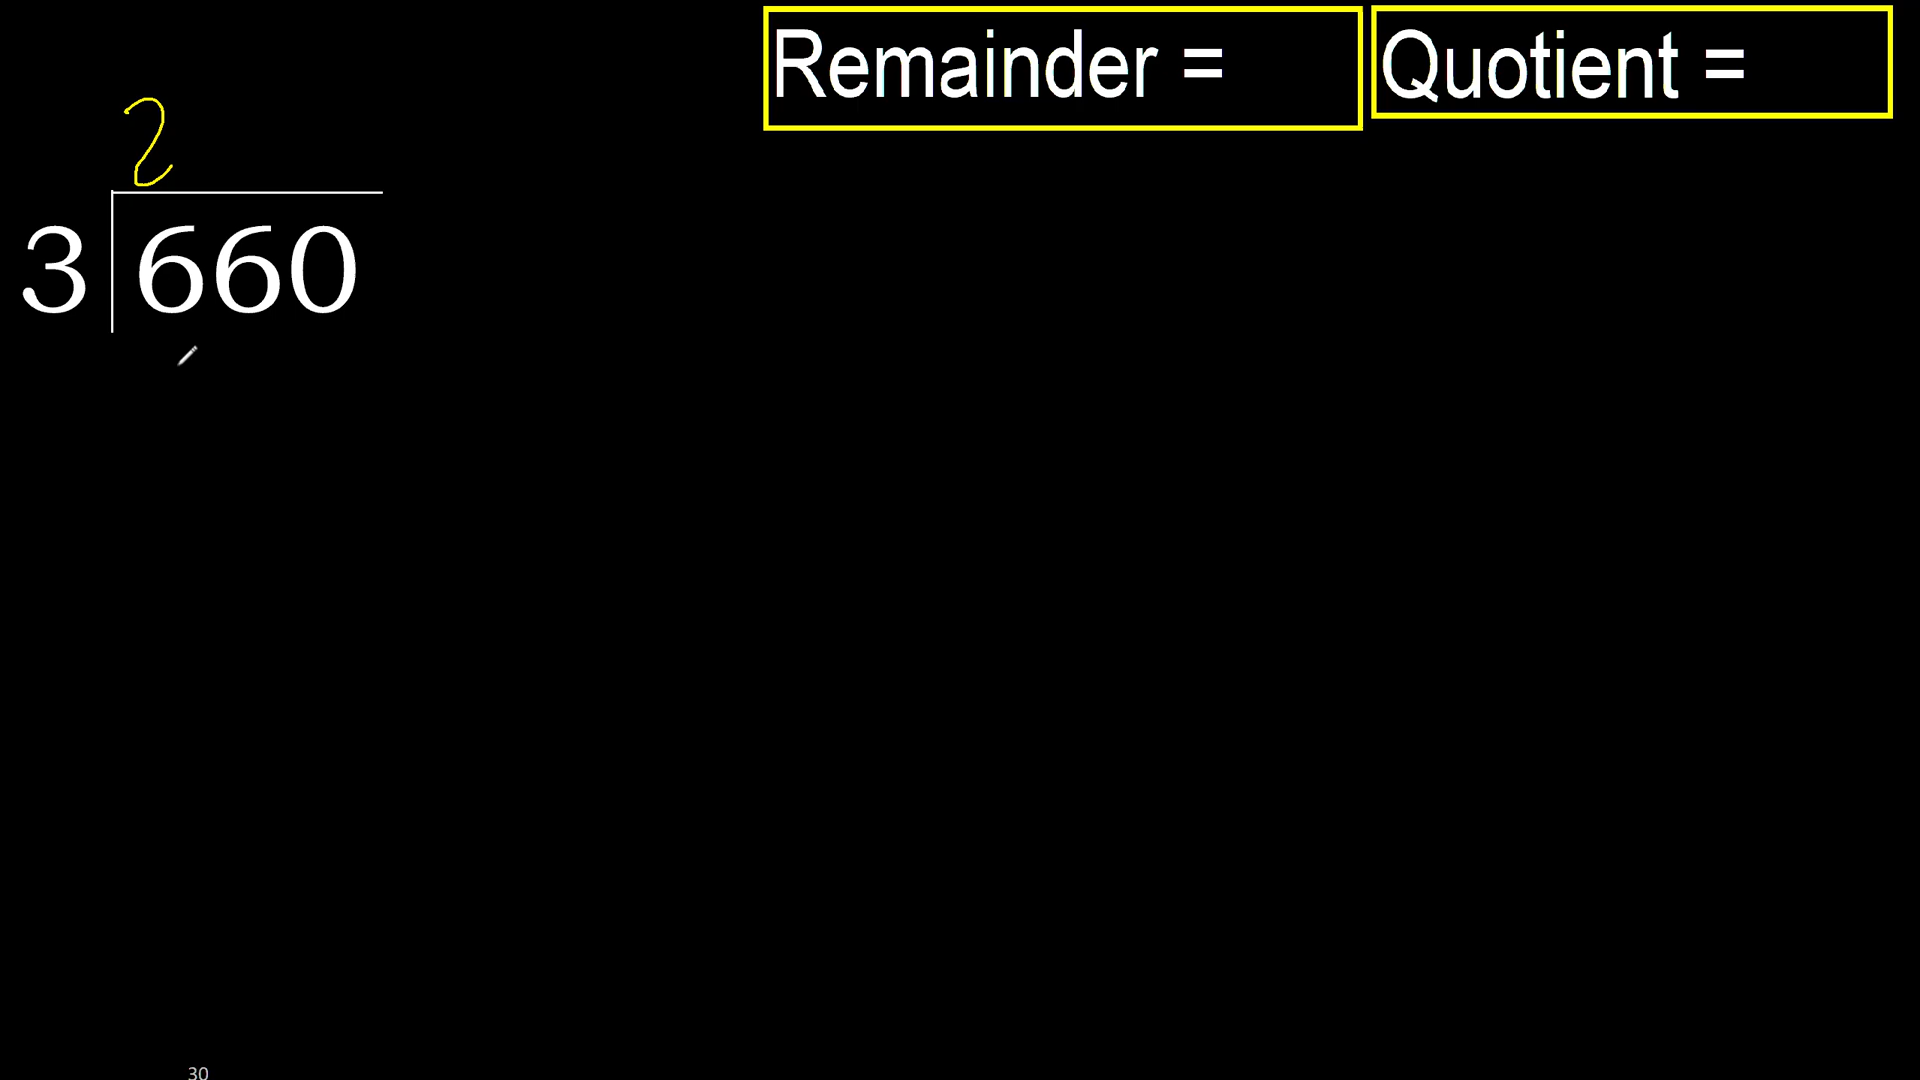 Remainder =
Quotient =
2
3 660
30